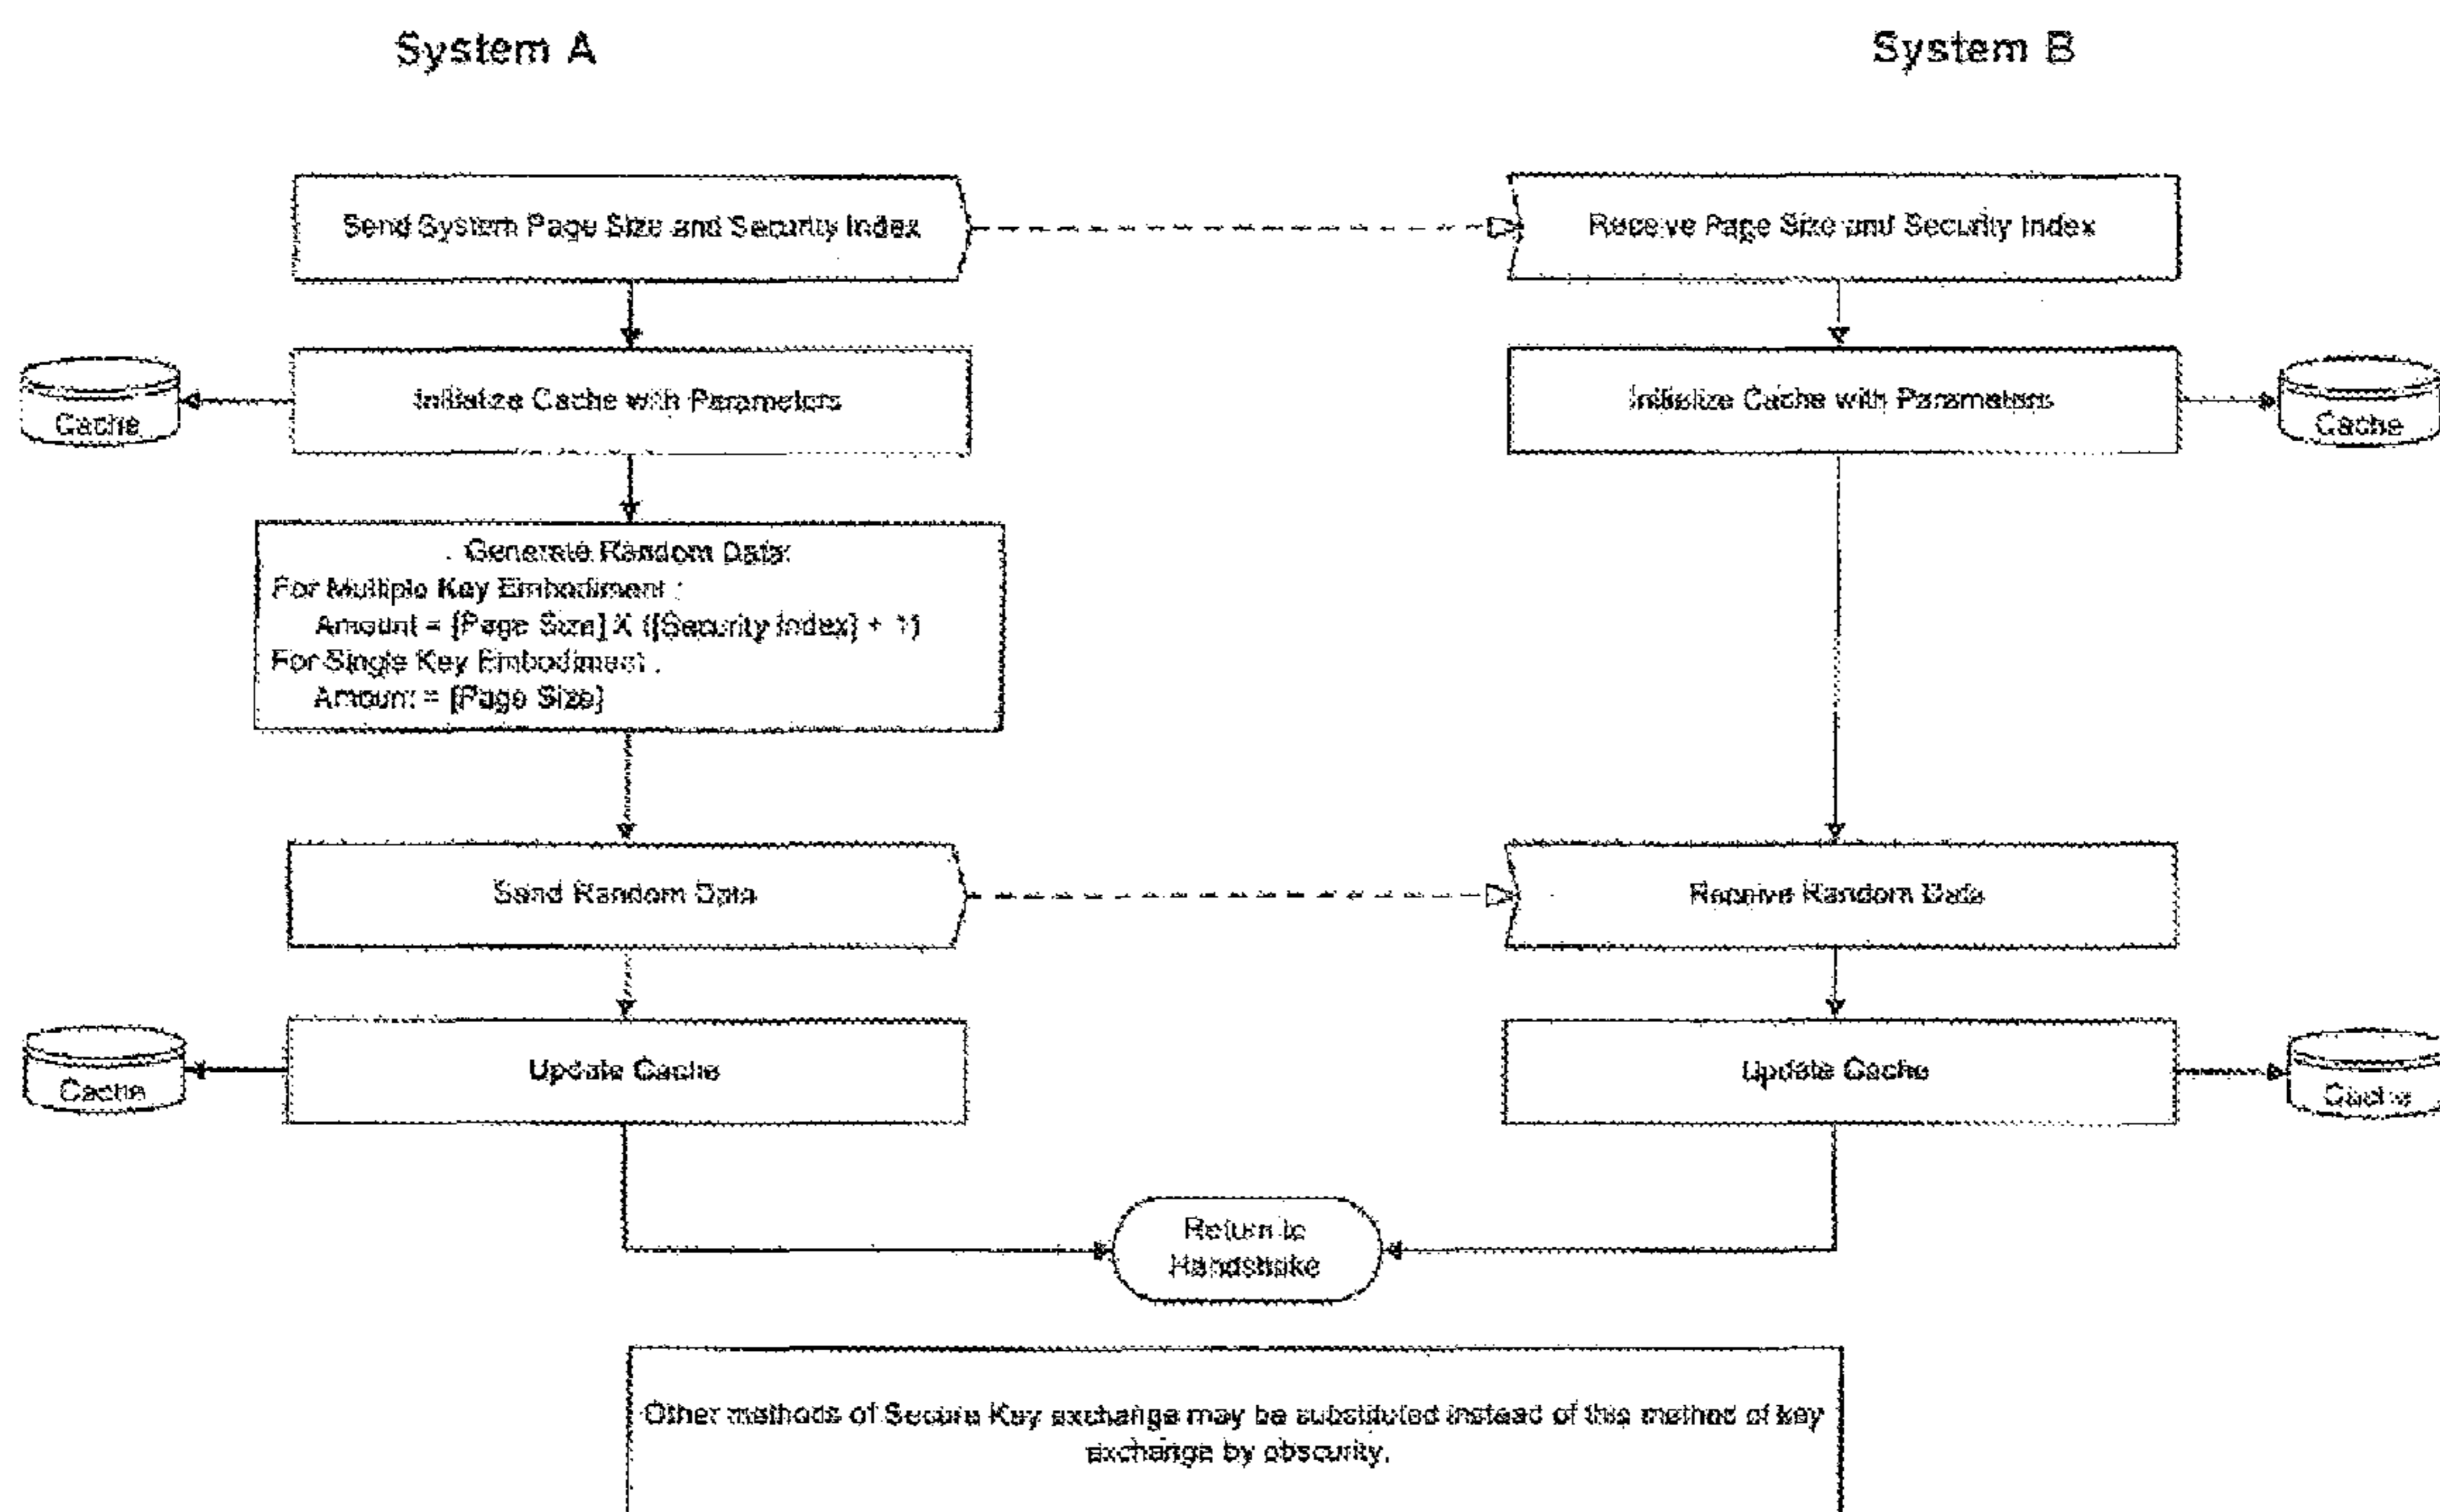 System A
System B
Send System Page Size and Security Index
Receive Page Size and Security Index
Initialize Cache with Parameters
Cache
Initialize Cache with Parameters
Cache
Generate Random Data:
For Multiple Key Embodiment :
Amount = [Page Size] X ([Security Index] + 1)
For Single Key Embodiment :
Amount = [Page Size]
Send Random Data
Receive Random Data
Cache
Update Cache
Update Cache
Cache
Return to
Handshake
Other methods of Secure Key exchange may be substituted instead of this method of key
exchange by obscurity.